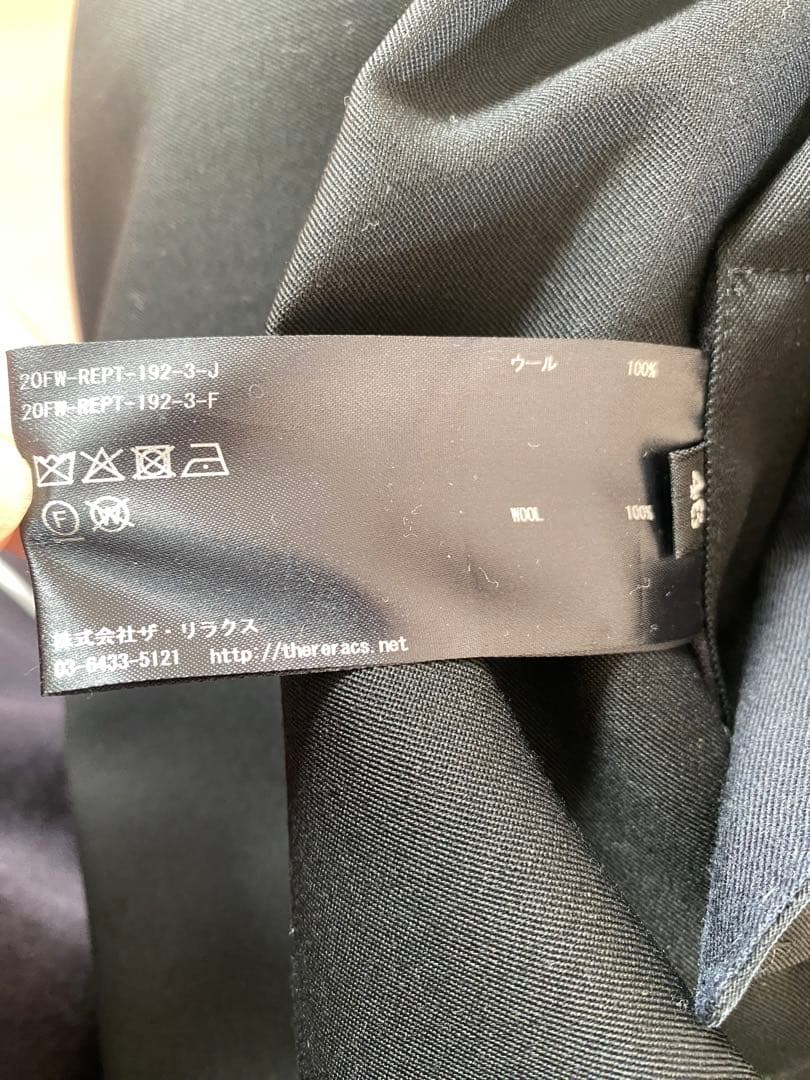 20FW-REPT-192-3-J
20FW-REPT-192-3-F
ウール 100%
WOOL 100%
46
株式会社ザ・リラクス
03-6433-5121 http://thereracs.net